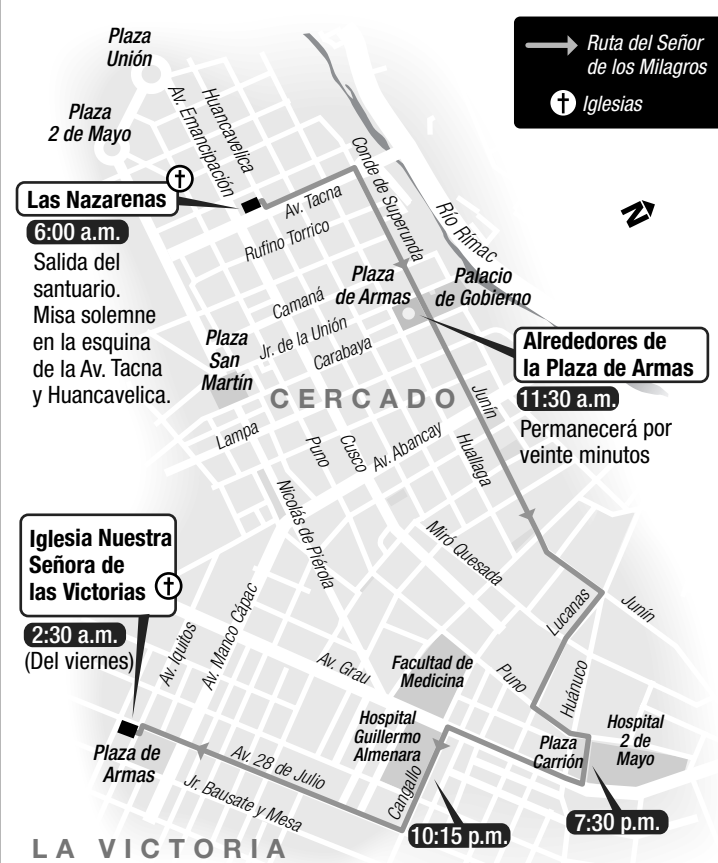 Plaza
Unión
Ruta del Señor
de los Milagros
Iglesias
Plaza
2 de Mayo
Huancavelica
Av. Emancipación
Conde de Superunda
Las Nazarenas
6:00 a.m.
Salida del
santuario.
Misa solemne
en la esquina
de la Av. Tacna
y Huancavelica.
Av. Tacna
Rufino Torrico
Río Rímac
N
Plaza
de Armas
Palacio
de Gobierno
Camaná
Jr. de la Unión
Carabaya
Plaza
San
Martín
Alrededores de
la Plaza de Armas
11:30 a.m.
Permanecerá por
veinte minutos
CERCADO
Junín
Lampa
Puno
Cusco
Av. Abancay
Huallaga
Nicolás de Piérola
Miró Quesada
Iglesia Nuestra
Señora de
las Victorias
2:30 a.m.
(Del viernes)
Av. Iquitos
Av. Manco Cápac
Lucanas
Junín
Av. Grau
Facultad de
Medicina
Puno
Huánuco
Hospital
Guillermo
Almenara
Plaza
Carrión
Hospital
2 de
Mayo
Plaza de
Armas
Av. 28 de Julio
Jr. Bausate y Mesa
Cangallo
10:15 p.m.
7:30 p.m.
LA VICTORIA